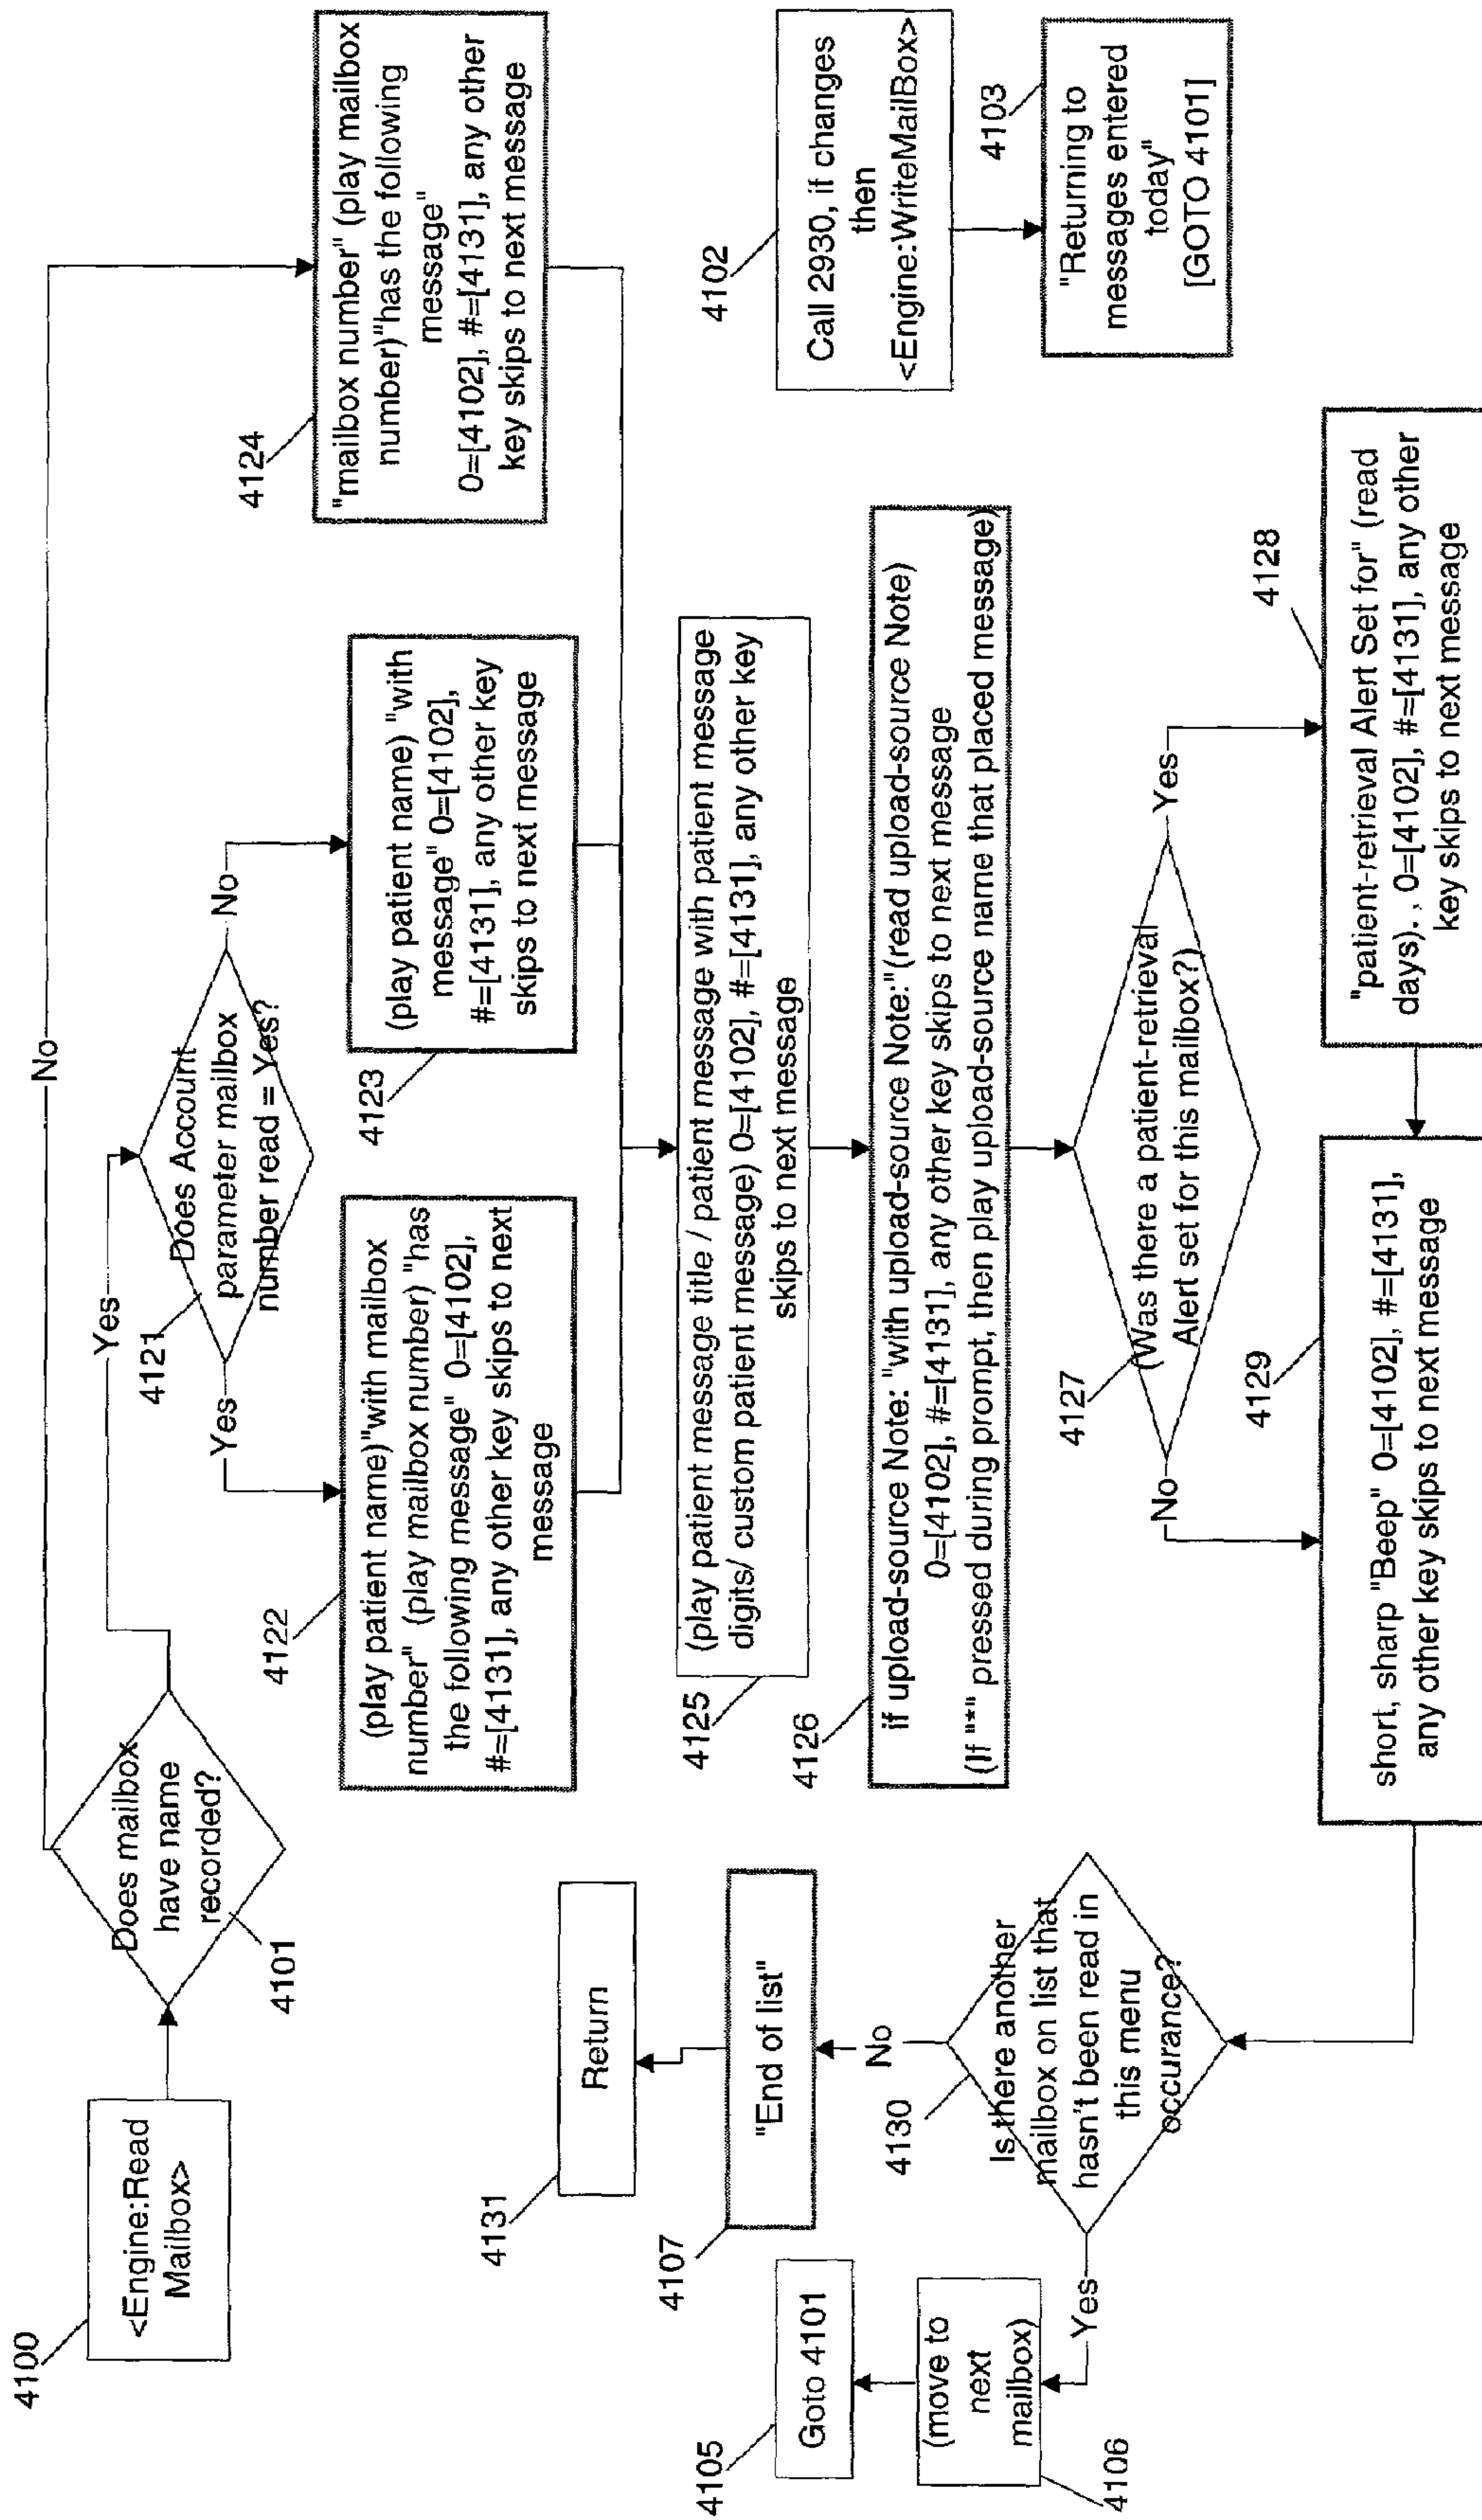 4100
<Engine:Read
Mailbox>
Does mailbox
have name
recorded?
4101
No
Yes
4121
Does Account
parameter mailbox
number read = Yes?
Yes
No
4122
(play patient name)"with mailbox
number" (play mailbox number) "has
the following message" 0=[4102],
#=[4131], any other key skips to next
message
4123
(play patient name) "with
message" 0=[4102],
#=[4131], any other key
skips to next message
4124
"mailbox number" (play mailbox
number)"has the following
message"
0=[4102], #=[4131], any other
key skips to next message
4125
(play patient message title / patient message with patient message
digits/ custom patient message) 0=[4102], #=[4131], any other key
skips to next message
4126
if upload-source Note: "with upload-source Note:"(read upload-source Note)
0=[4102], #=[4131], any other key skips to next message
(If "*" pressed during prompt, then play upload-source name that placed message)
4102
Call 2930, if changes
then
<Engine:WriteMailBox>
4103
"Returning to
messages entered
today"
[GOTO 4101]
4127
(Was there a patient-retrieval
Alert set for this mailbox?)
No
Yes
4128
"patient-retrieval Alert Set for" (read
days). , 0=[4102], #=[4131], any other
key skips to next message
4129
short, sharp "Beep" 0=[4102], #=[4131],
any other key skips to next message
4130
Is there another
mailbox on list that
hasn't been read in
this menu
occurance?
No
4107
"End of list"
4131
Return
Yes
4106
(move to
next
mailbox)
4105
Goto 4101